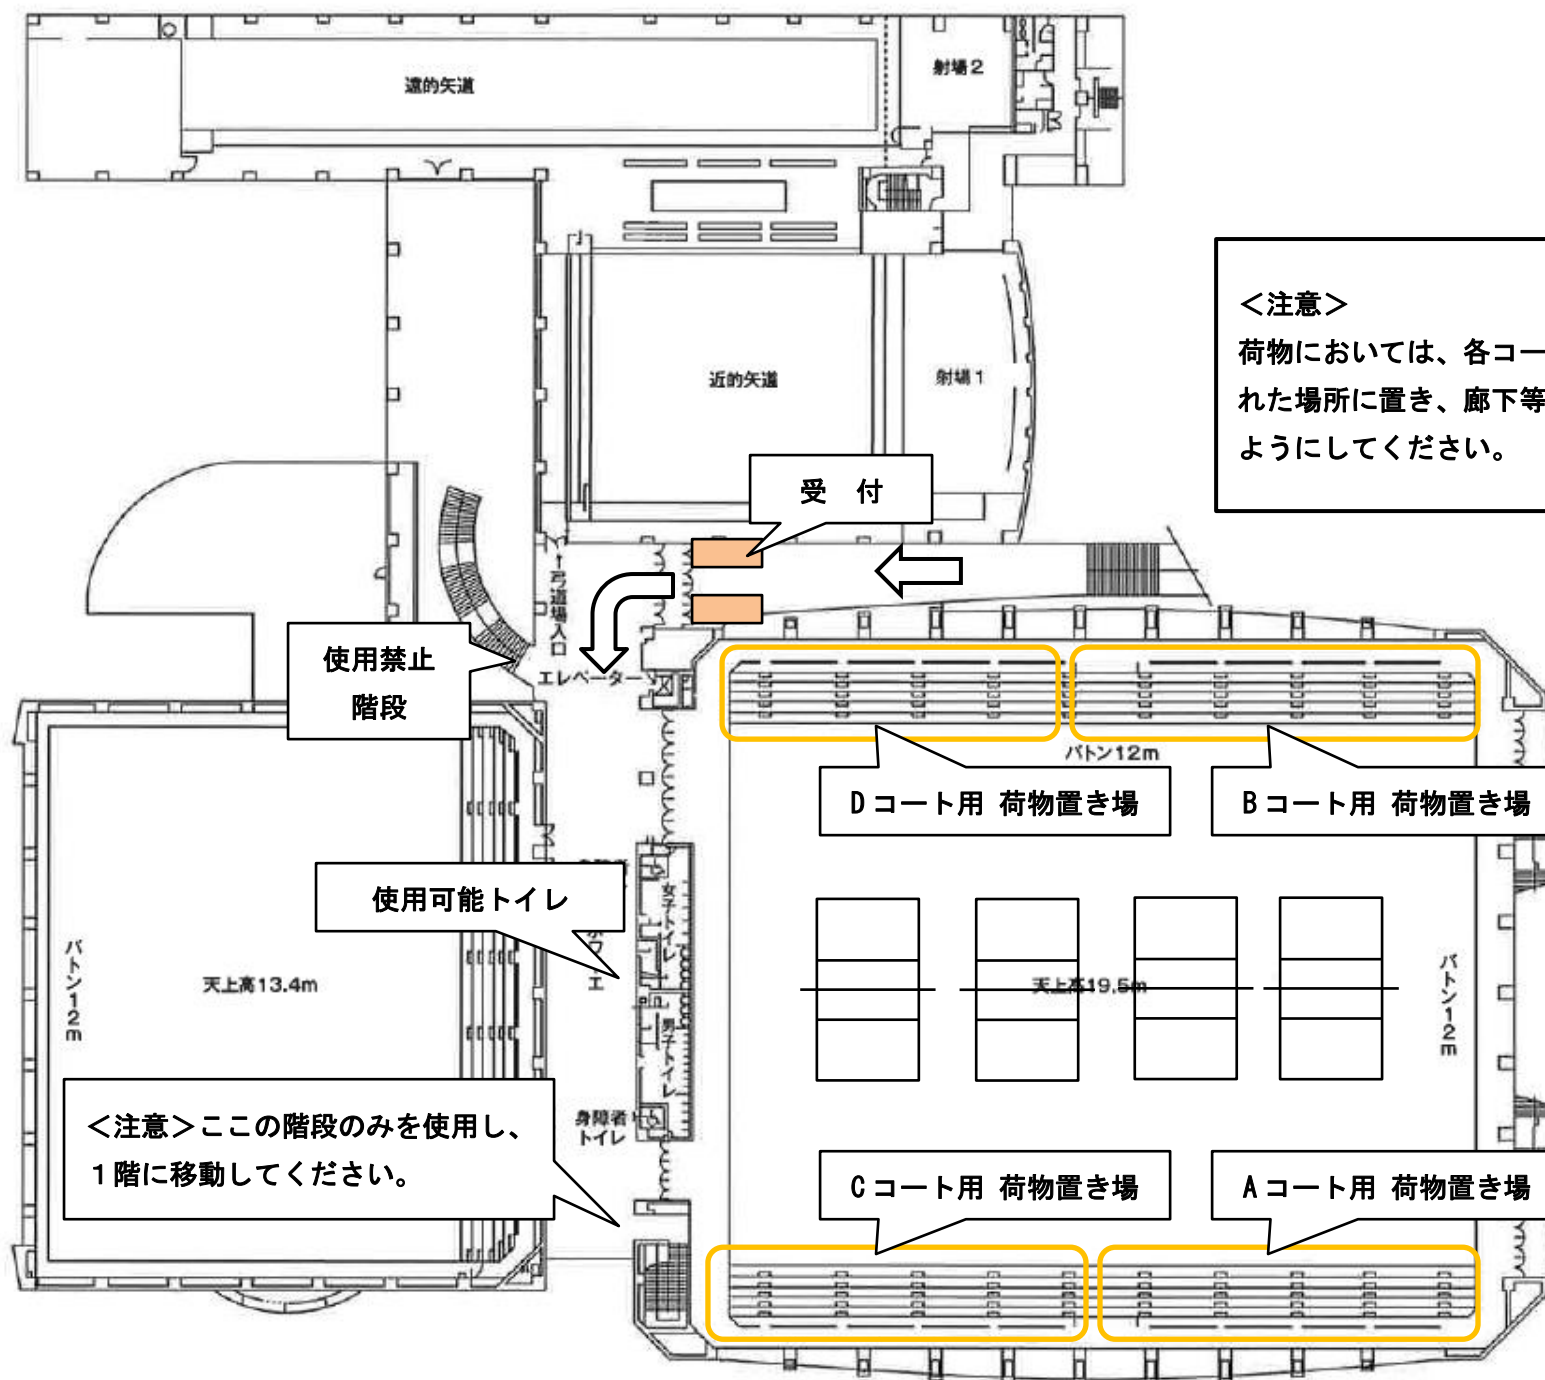 遠的矢道
射場2
<注意>
荷物においては、各コー
れた場所に置き、廊下等
ようにしてください。
近的矢道
射場1
受　付
弓道場入口
使用禁止
階段
エレベーター
バトン12m
Dコート用 荷物置き場
Bコート用 荷物置き場
使用可能トイレ
女子トイレ
バトン12m
天上高13.4m
天上高19.5m
バトン12m
男子トイレ
<注意>ここの階段のみを使用し、
1階に移動してください。
身障者
トイレ
Cコート用 荷物置き場
Aコート用 荷物置き場